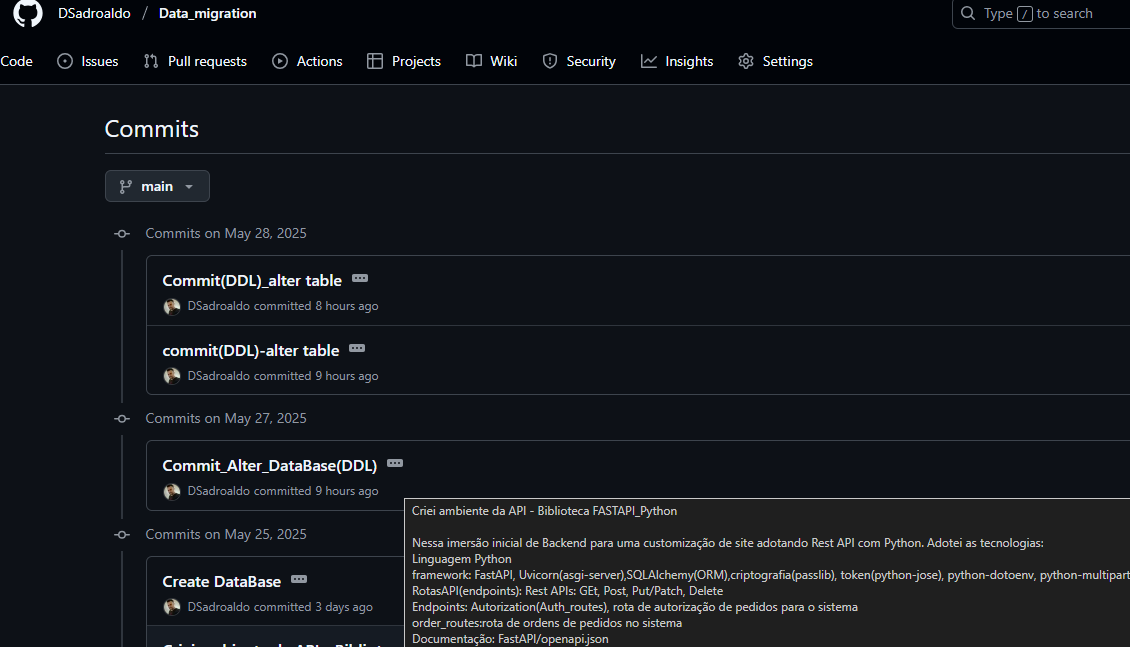 DSadroaldo / Data_migration
Type / to search
Code Issues Pull requests Actions Projects Wiki Security Insights Settings
Commits
main
Commits on May 28, 2025
Commit(DDL)_alter table
DSadroaldo committed 8 hours ago
commit(DDL)-alter table
DSadroaldo committed 9 hours ago
Commits on May 27, 2025
Commit_Alter_DataBase(DDL)
DSadroaldo committed 9 hours ago
Commits on May 25, 2025
Create DataBase
DSadroaldo committed 3 days ago
Criei ambiente da API - Biblioteca FASTAPI_Python
Nessa imersão inicial de Backend para uma customização de site adotando Rest API com Python. Adotei as tecnologias:
Linguagem Python
framework: FastAPI, Uvicorn(asgi-server),SQLAlchemy(ORM),criptografia(passlib), token(python-jose), python-dotoenv, python-multipart
RotasAPI(endpoints): Rest APIs: GEt, Post, Put/Patch, Delete
Endpoints: Autorization(Auth_routes), rota de autorização de pedidos para o sistema
order_routes:rota de ordens de pedidos no sistema
Documentação: FastAPI/openapi.json